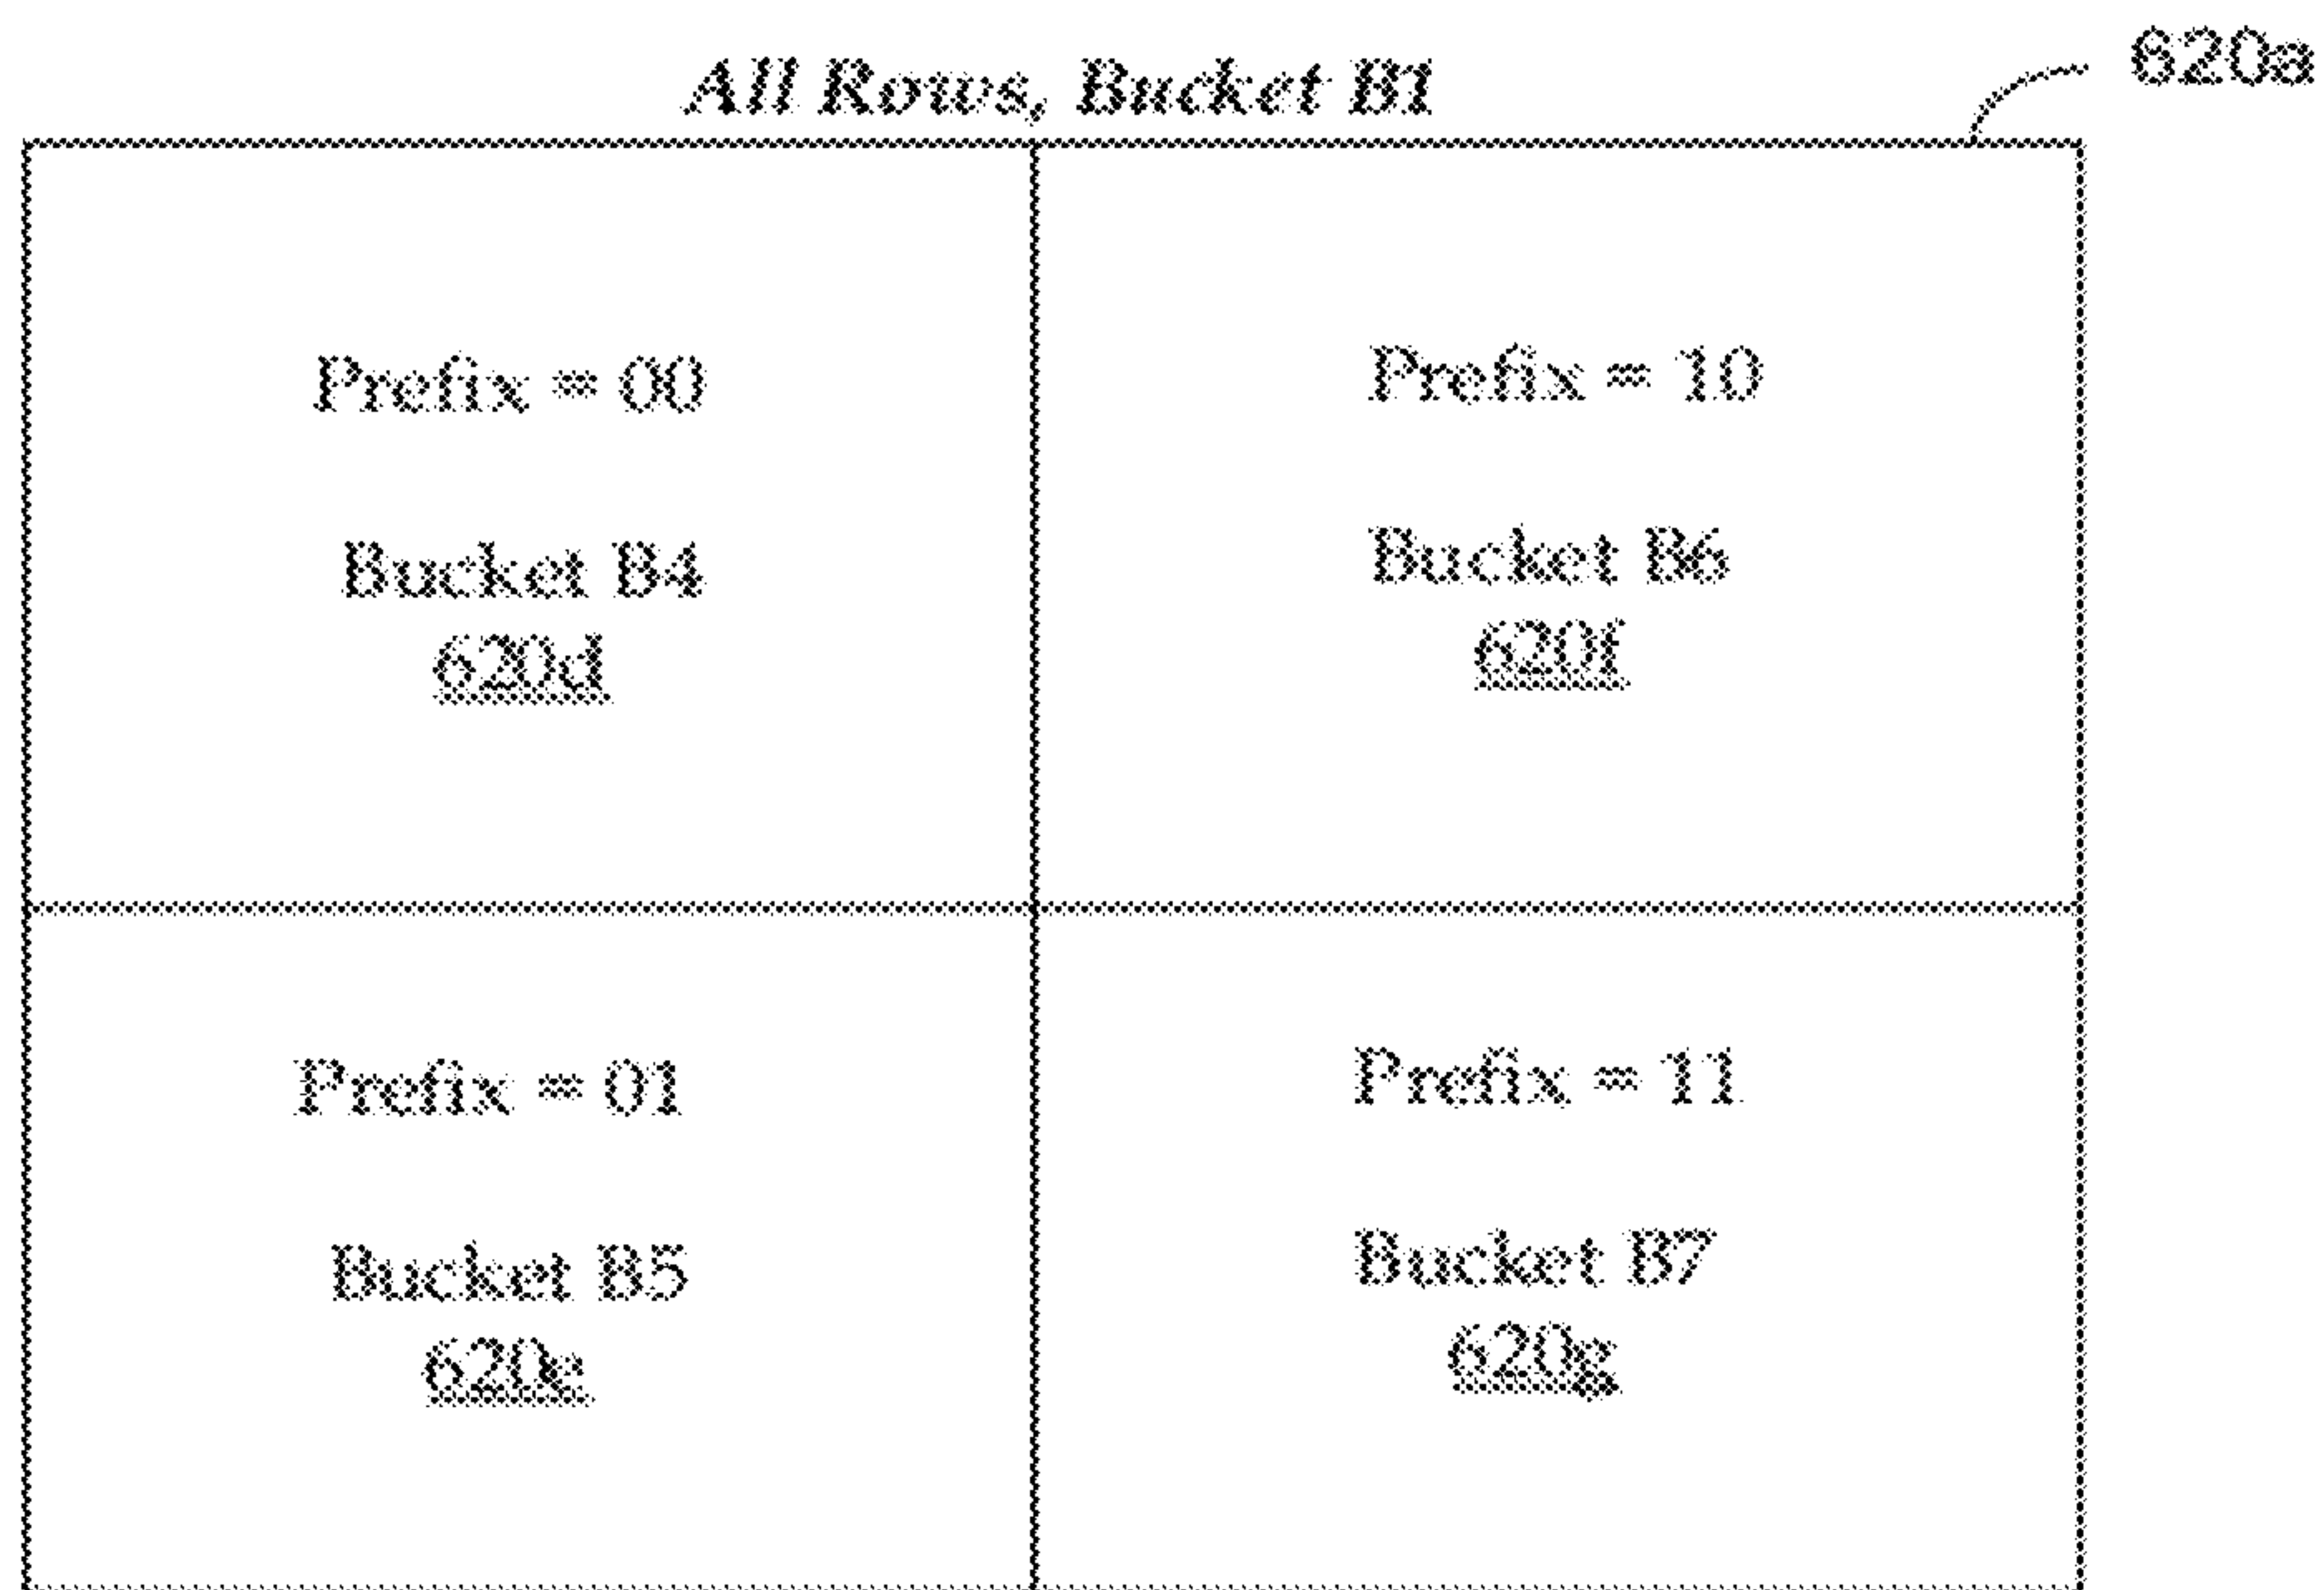 All Rows, Bucket B1
620a
Prefix = 00
Bucket B4
620d
Prefix = 10
Bucket B6
620f
Prefix = 01
Bucket B5
620e
Prefix = 11
Bucket B7
620g